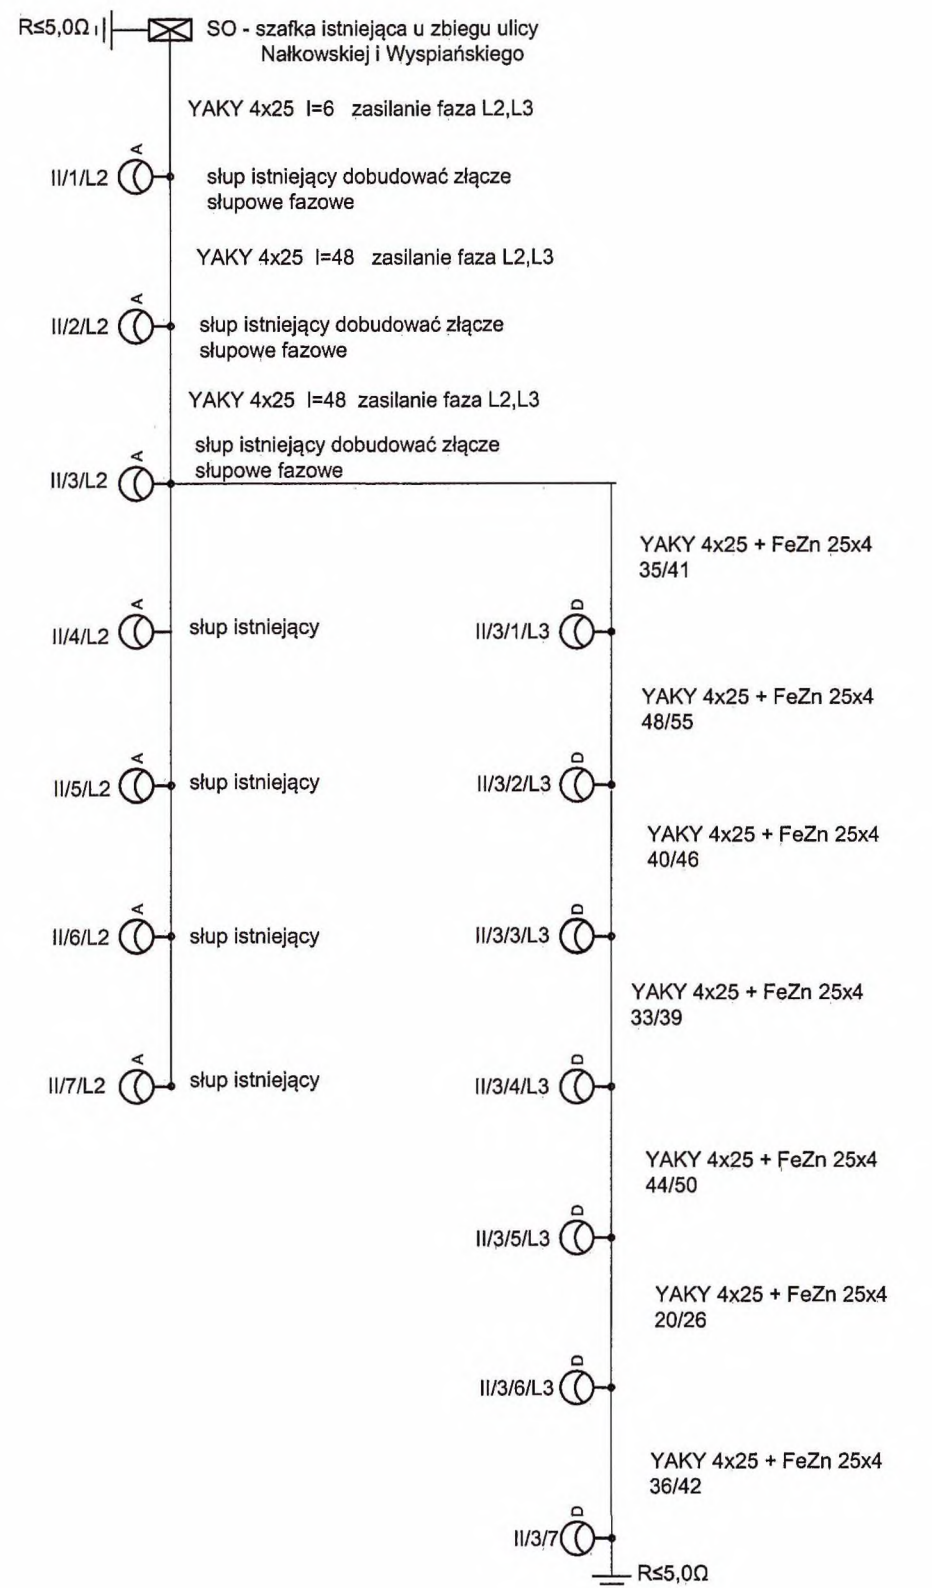 R≤5,0Ω
SO - szafka istniejąca u zbiegu ulicy
Nałkowskiej i Wyspiańskiego
YAKY 4x25 l=6 zasilanie faza L2,L3
A
II/1/L2
słup istniejący dobudować złącze
słupowe fazowe
YAKY 4x25 l=48 zasilanie faza L2,L3
A
II/2/L2
słup istniejący dobudować złącze
słupowe fazowe
YAKY 4x25 l=48 zasilanie faza L2,L3
słup istniejący dobudować złącze
słupowe fazowe
A
II/3/L2
YAKY 4x25 + FeZn 25x4
35/41
A
II/4/L2
słup istniejący
D
II/3/1/L3
YAKY 4x25 + FeZn 25x4
48/55
A
II/5/L2
słup istniejący
D
II/3/2/L3
YAKY 4x25 + FeZn 25x4
40/46
A
II/6/L2
słup istniejący
D
II/3/3/L3
YAKY 4x25 + FeZn 25x4
33/39
A
II/7/L2
słup istniejący
D
II/3/4/L3
YAKY 4x25 + FeZn 25x4
44/50
D
II/3/5/L3
YAKY 4x25 + FeZn 25x4
20/26
D
II/3/6/L3
YAKY 4x25 + FeZn 25x4
36/42
D
II/3/7
R≤5,0Ω